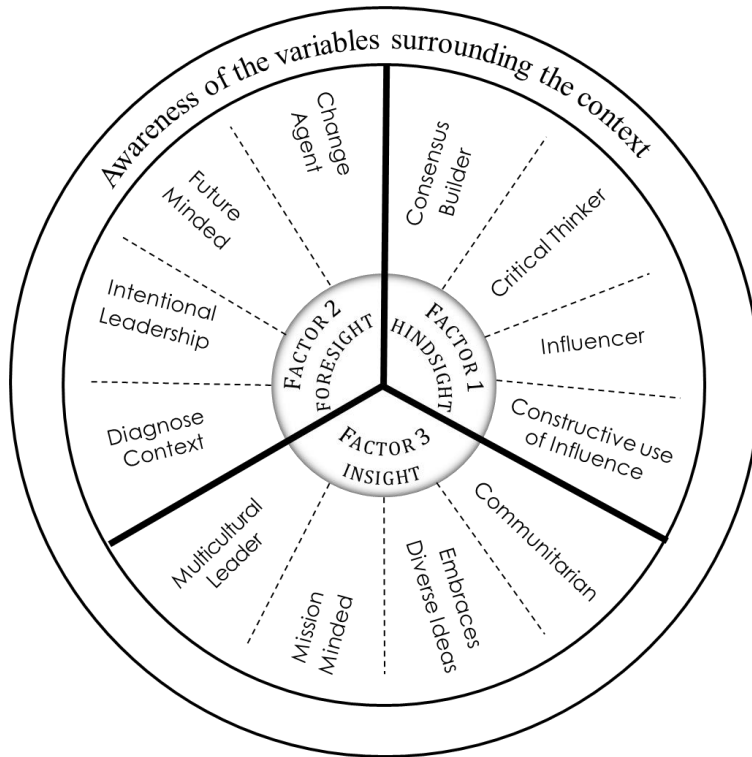 Awareness of the variables surrounding the context
Change
Agent
Consensus
Builder
Future
Minded
Critical Thinker
Intentional
Leadership
Influencer
Diagnose
Context
Constructive use
of Influence
FACTOR 2
FORESIGHT
FACTOR 1
HINDSIGHT
FACTOR 3
INSIGHT
Multicultural
Leader
Mission
Minded
Embraces
Diverse Ideas
Communitarian